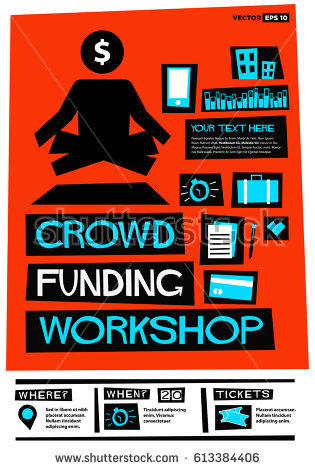 VECTOR EPS 10
$
YOUR TEXT HERE
shutterstock
CROWD
FUNDING
WORKSHOP
WHERE?
Sed in libero ut nibh
placerat accumsan.
Nullam tincidunt
adipiscing enim.
WHEN? 20
Tincidunt adipiscing
enim. Vivamus
consectetuer
TICKETS
Placerat accumsan.
Nullam tincidunt
adipiscing enim.
www.shutterstock.com · 613384406